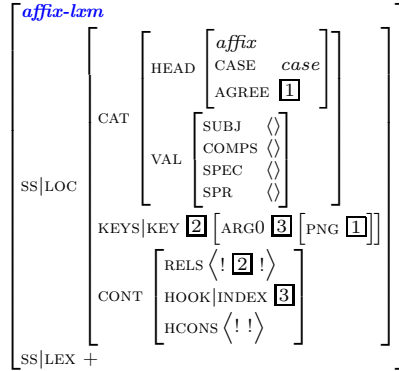 affix-lxm
affix
HEAD CASE case
AGREE 1
CAT
SUBJ ⟨⟩
COMPS ⟨⟩
VAL SPEC ⟨⟩
SPR ⟨⟩
SS|LOC
KEYS|KEY 2 [ARG0 3 [PNG 1]]
RELS ⟨! 2 !⟩
CONT HOOK|INDEX 3
HCONS ⟨! !⟩
SS|LEX +